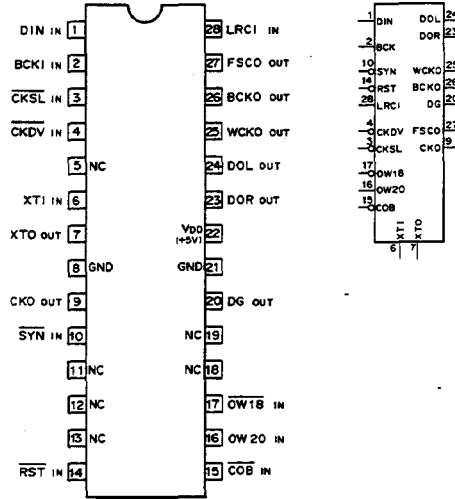 DIN IN 1
28 LRCI IN
BCKI IN 2
27 FSCO OUT
CKSL IN 3
26 BCKO OUT
CKDV IN 4
25 WCKO OUT
5 NC
24 DOL OUT
XTI IN 6
23 DOR OUT
XTO OUT 7
VDD (+5V) 22
8 GND
GND 21
CKO OUT 9
20 DG OUT
SYN IN 10
NC 19
11 NC
NC 18
12 NC
17 OW18 IN
13 NC
16 OW20 IN
RST IN 14
15 COB IN
1 DIN DOL 24
DOR 23
2 BCK
10 SYN WCKO 25
14 RST BCKO 26
28 LRCI DG 20
4 CKDV FSCO 27
3 CKSL CKO 9
17 OW18
16 OW20
15 COB
XTI XTO
6 7